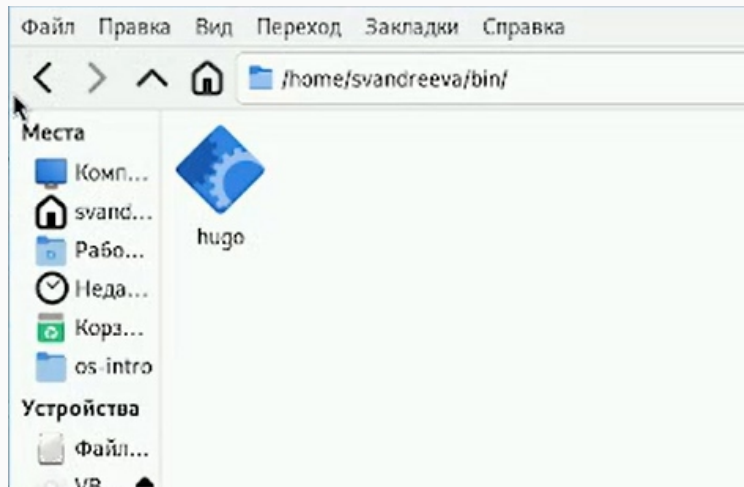 Файл Правка Вид Переход Закладки Справка
/home/svandreeva/bin/
Места
Комп...
svand...
Рабо...
Неда...
Корз...
os-intro
Устройства
Файл...
hugo